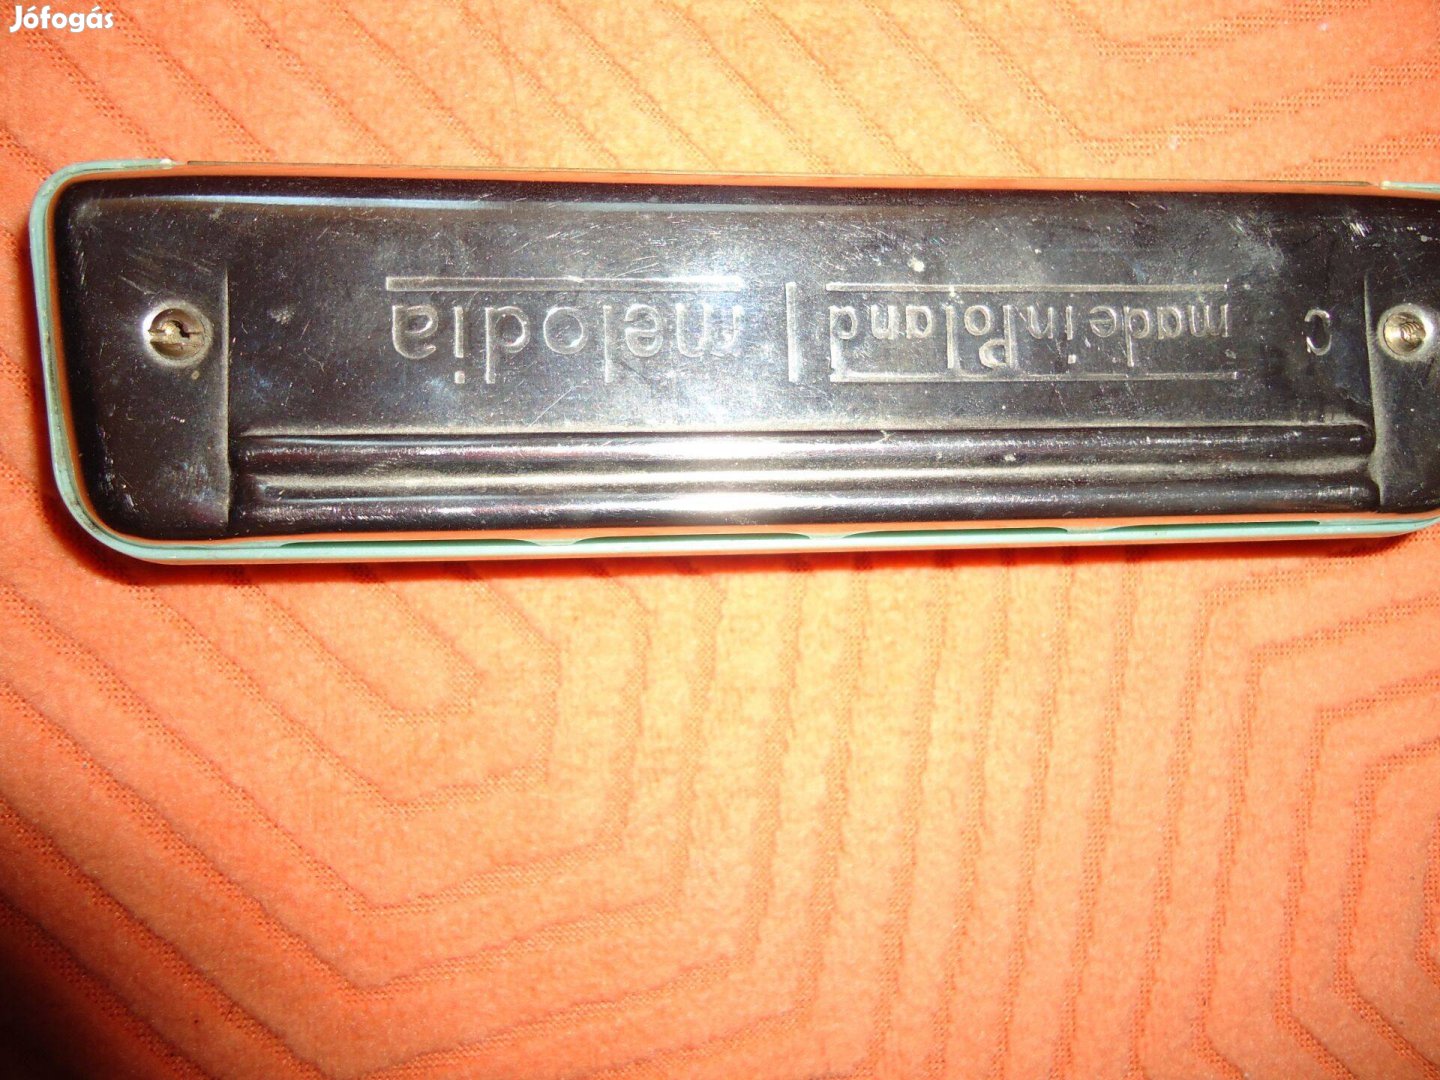 Jófogás
C
made in Poland
melodia